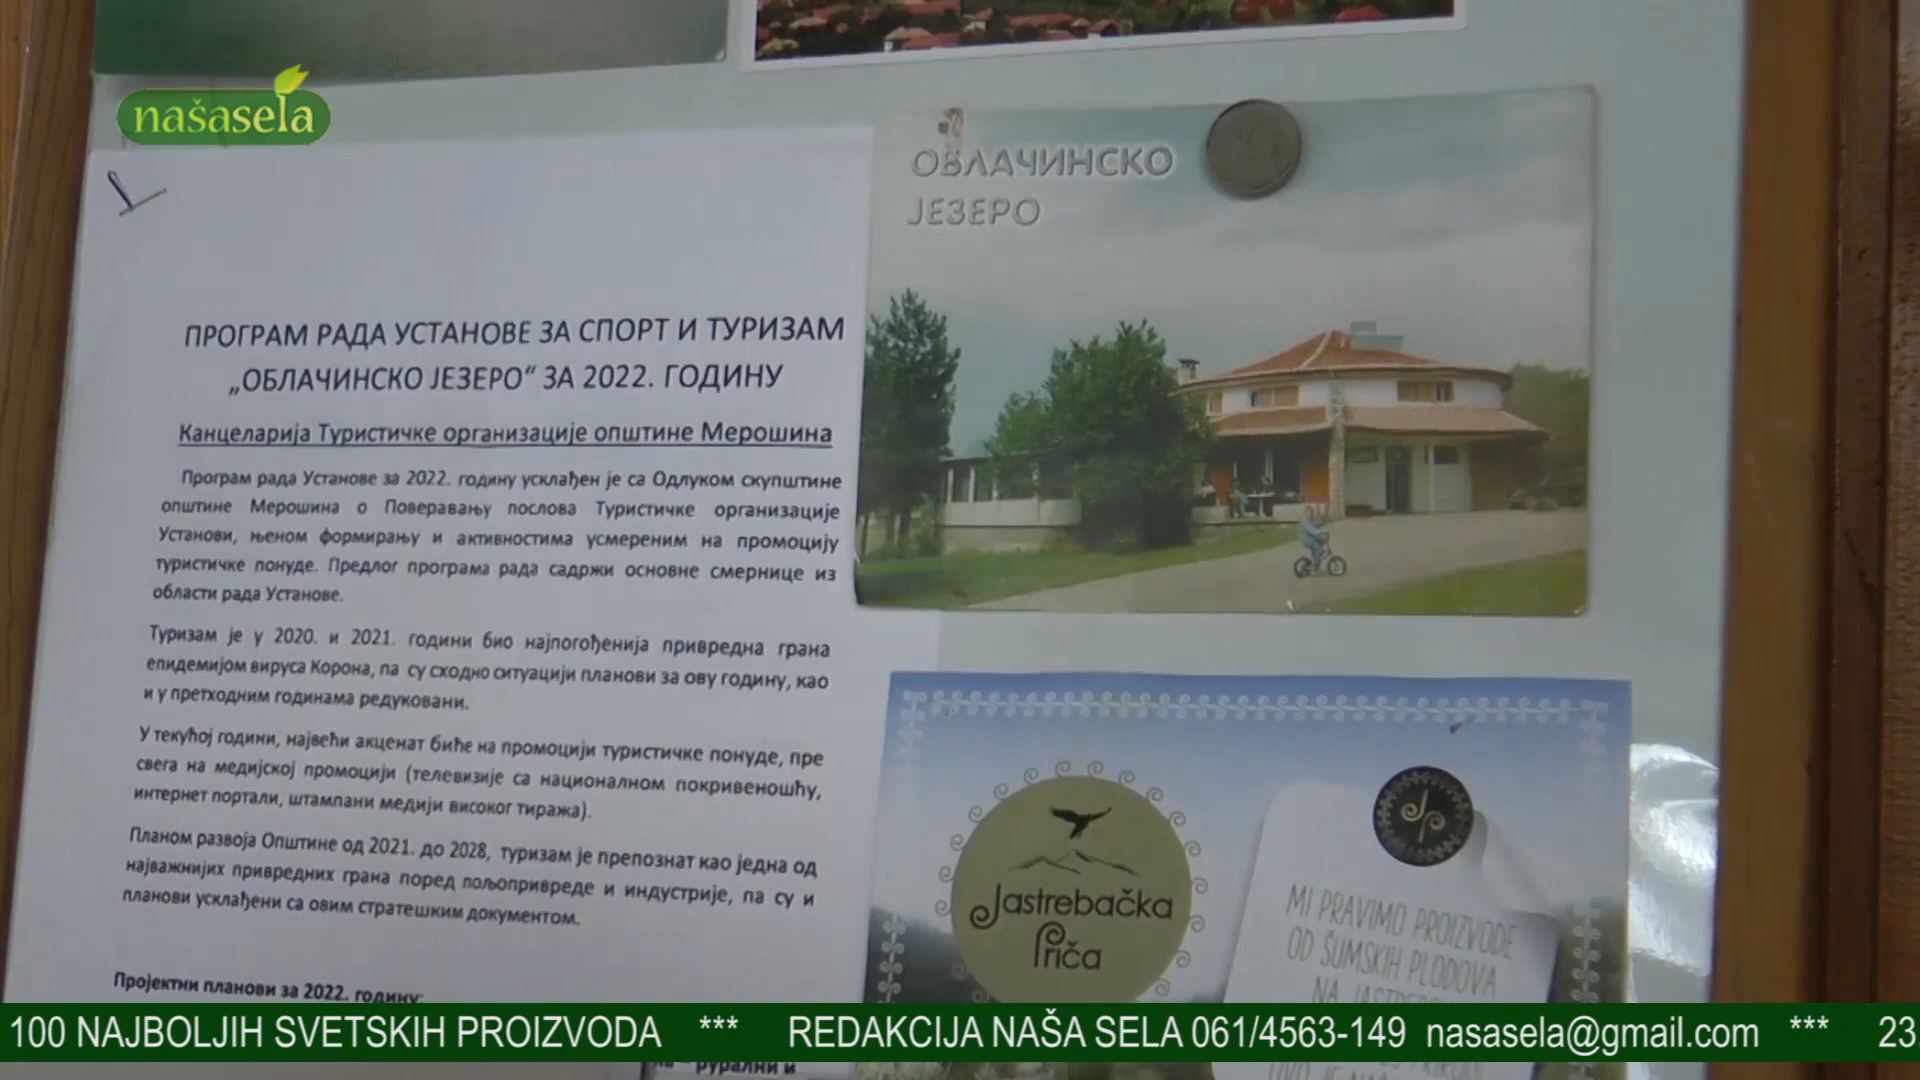 našasela
ОБЛАЧИНСКО
ЈЕЗЕРО
ПРОГРАМ РАДА УСТАНОВЕ ЗА СПОРТ И ТУРИЗАМ
„ОБЛАЧИНСКО ЈЕЗЕРО“ ЗА 2022. ГОДИНУ
Канцеларија Туристичке организације општине Мерошина
Програм рада Установе за 2022. годину усклађен је са Одлуком скупштине
општине Мерошина о Поверавању послова Туристичке организације
Установи, њеном формирању и активностима усмереним на промоцију
туристичке понуде. Предлог програма рада садржи основне смернице из
области рада Установе.
Туризам је у 2020. и 2021. години био најпогођенија привредна грана
епидемијом вируса Корона, па су сходно ситуацији планови за ову годину, као
и у претходним годинама редуковани.
У текућој години, највећи акценат биће на промоцији туристичке понуде, пре
свега на медијској промоцији (телевизије са националном покривеношћу,
интернет портали, штампани медији високог тиража).
Планом развоја Општине од 2021. до 2028, туризам је препознат као једна од
најважнијих привредних грана поред пољопривреде и индустрије, па су и
планови усклађени са овим стратешким документом.
Пројектни планови за 2022. годину:
Jastrebačka
Priča
MI PRAVIMO PROIZVODE
OD ŠUMSKIH PLODOVA
NA
100 NAJBOLJIH SVETSKIH PROIZVODA *** REDAKCIJA NAŠA SELA 061/4563-149 nasasela@gmail.com *** 23.
рурални и